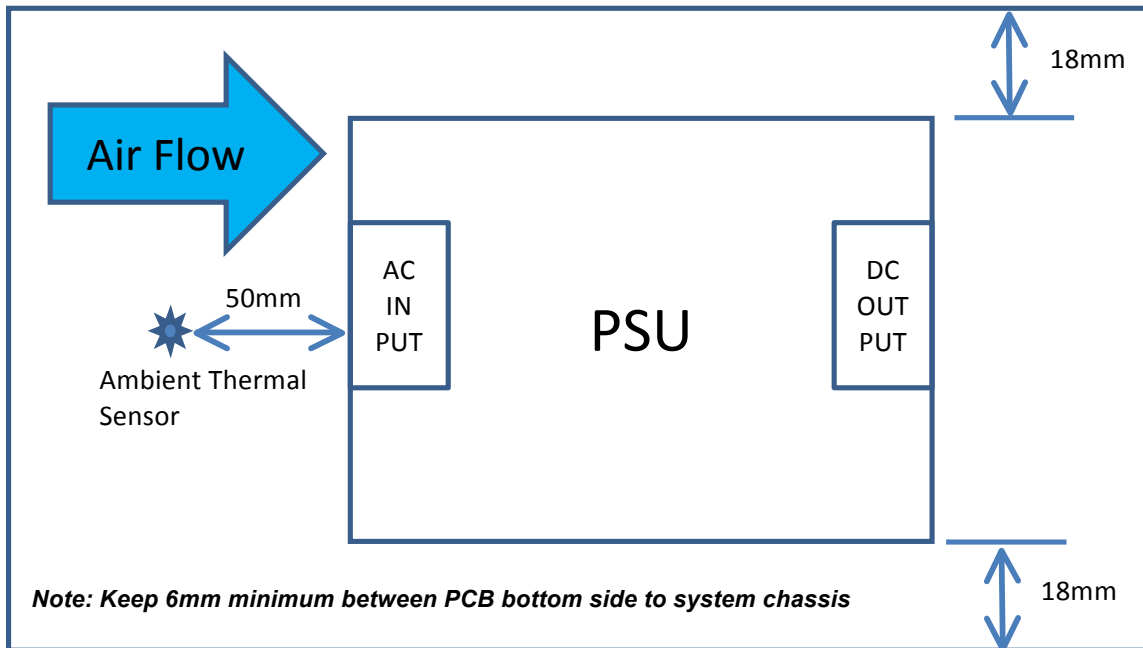 18mm
Air Flow
50mm
AC
IN
PUT
PSU
DC
OUT
PUT
Ambient Thermal
Sensor
Note: Keep 6mm minimum between PCB bottom side to system chassis
18mm